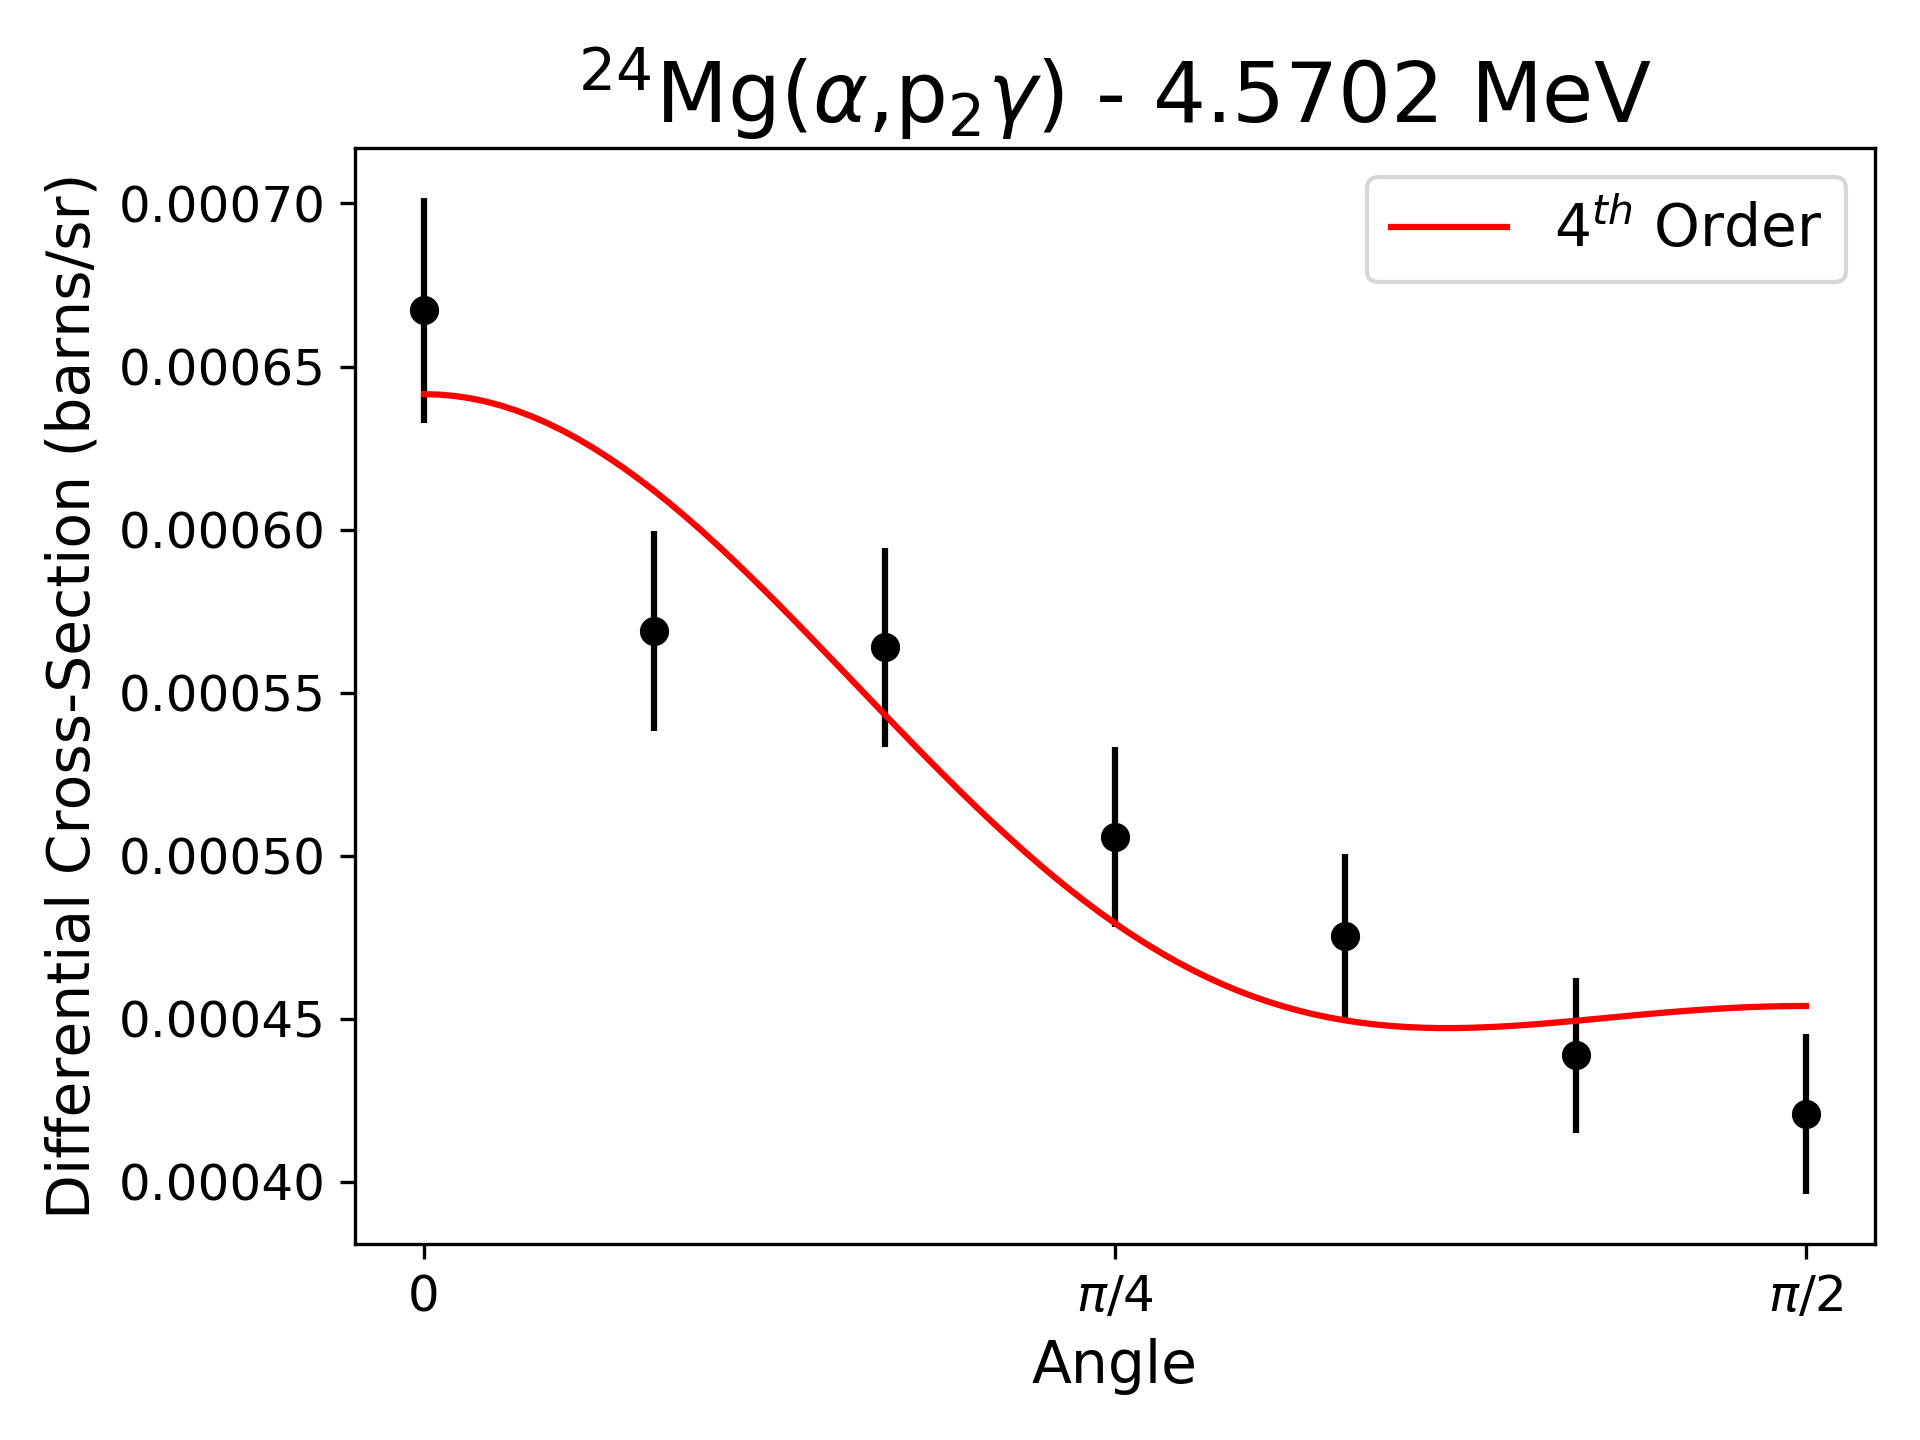 ²⁴Mg(α,p₂γ) - 4.5702 MeV
4ᵗʰ Order
Differential Cross-Section (barns/sr)
0.00070
0.00065
0.00060
0.00055
0.00050
0.00045
0.00040
0 π/4 π/2
Angle